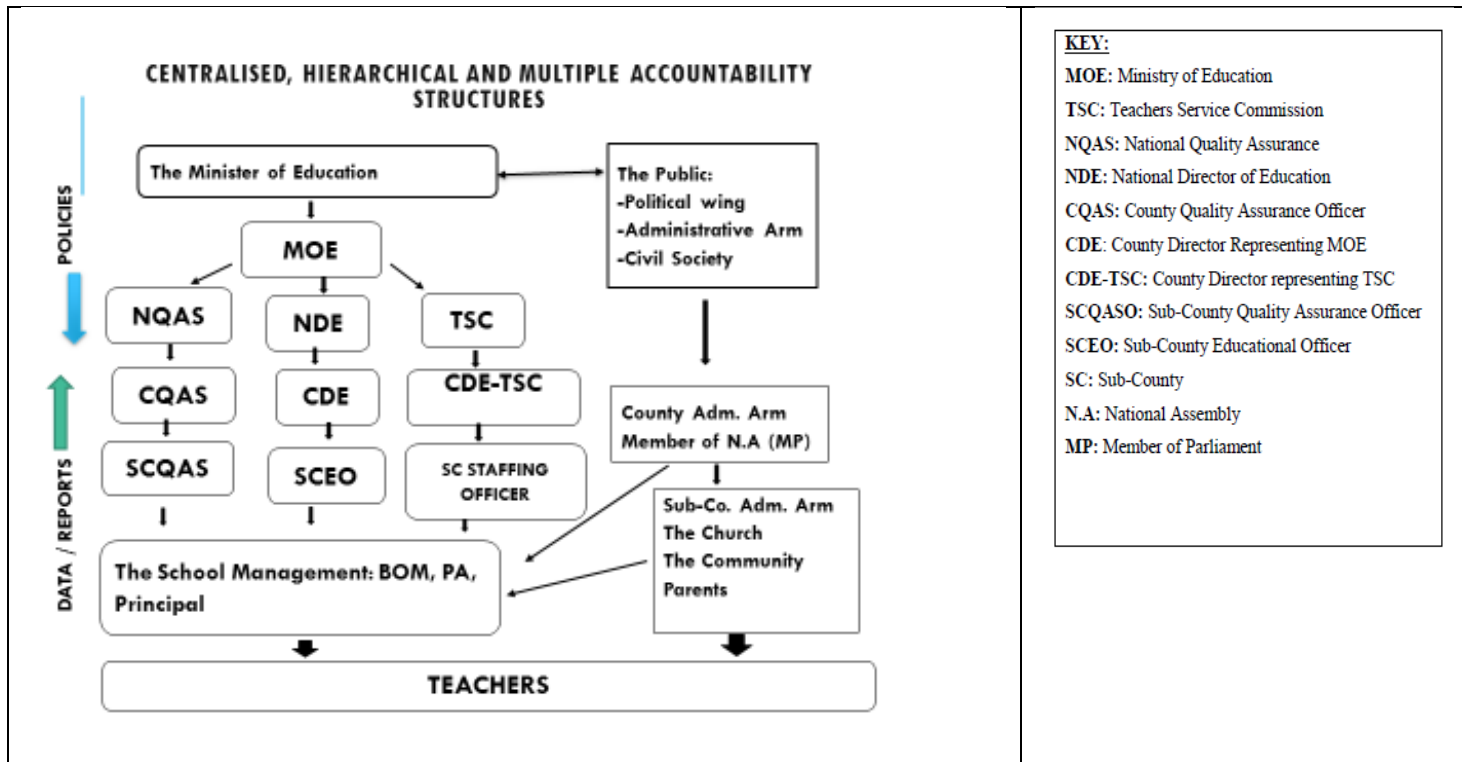 CENTRALISED, HIERARCHICAL AND MULTIPLE ACCOUNTABILITY
STRUCTURES
POLICIES
DATA / REPORTS
The Minister of Education
The Public:
-Political wing
-Administrative Arm
-Civil Society
MOE
NQAS
NDE
TSC
CQAS
CDE
CDE-TSC
County Adm. Arm
Member of N.A (MP)
SCQAS
SCEO
SC STAFFING
OFFICER
Sub-Co. Adm. Arm
The Church
The Community
Parents
The School Management: BOM, PA,
Principal
TEACHERS
KEY:
MOE: Ministry of Education
TSC: Teachers Service Commission
NQAS: National Quality Assurance
NDE: National Director of Education
CQAS: County Quality Assurance Officer
CDE: County Director Representing MOE
CDE-TSC: County Director representing TSC
SCQASO: Sub-County Quality Assurance Officer
SCEO: Sub-County Educational Officer
SC: Sub-County
N.A: National Assembly
MP: Member of Parliament